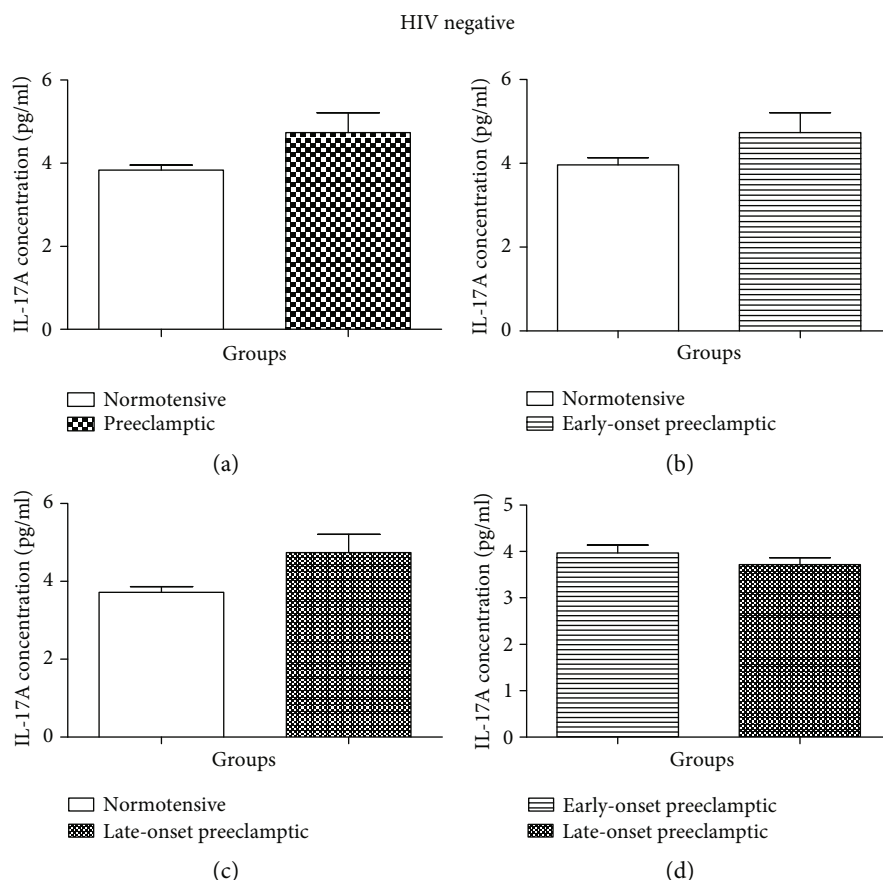 HIV negative
IL-17A concentration (pg/ml)
6
4
2
0
Groups
Normotensive
Preeclamptic
(a)
IL-17A concentration (pg/ml)
6
4
2
0
Groups
Normotensive
Early-onset preeclamptic
(b)
IL-17A concentration (pg/ml)
6
4
2
0
Groups
Normotensive
Late-onset preeclamptic
(c)
IL-17A concentration (pg/ml)
5
4
3
2
1
0
Groups
Early-onset preeclamptic
Late-onset preeclamptic
(d)